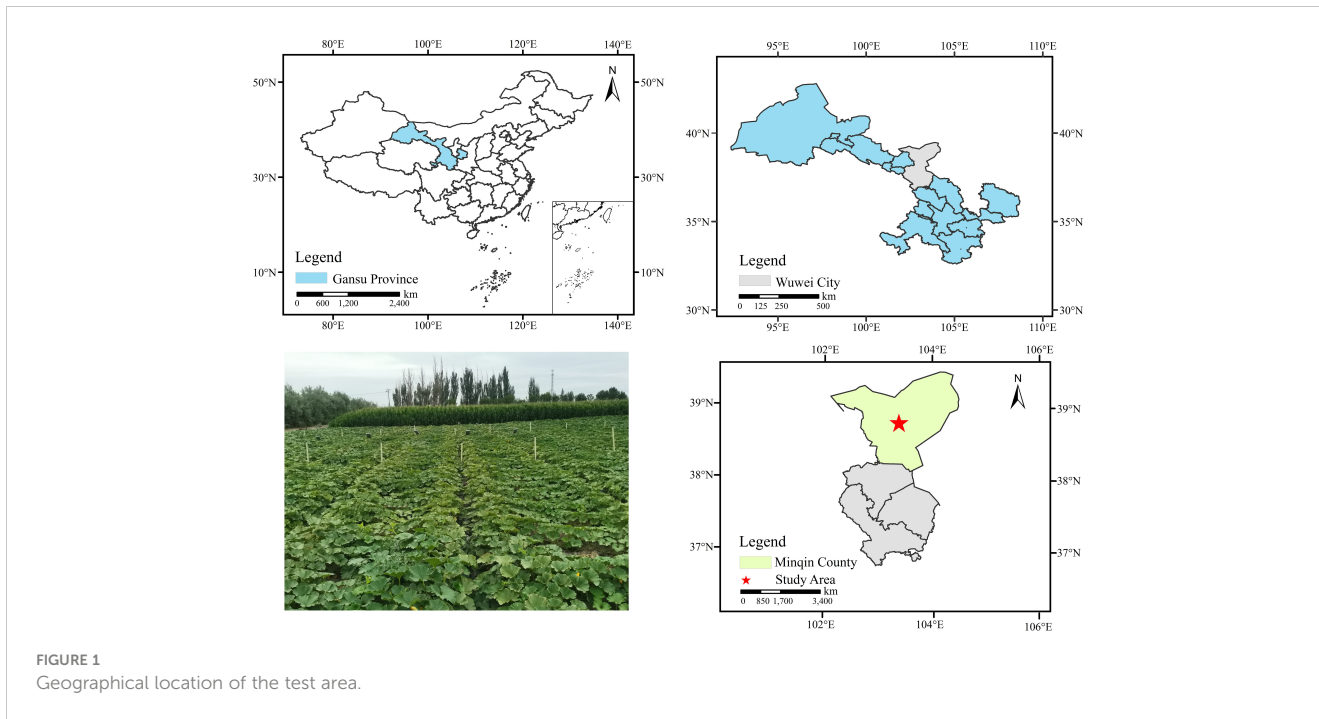 80°E 100°E 120°E 140°E
50°N 50°N
N
30°N 30°N
10°N 10°N
Legend
Gansu Province
km
0 600 1,200 2,400
80°E 100°E 120°E 140°E
95°E 100°E 105°E 110°E
40°N 40°N
35°N 35°N
30°N 30°N
Legend
Wuwei City
km
0 125 250 500
95°E 100°E 105°E 110°E
102°E 104°E 106°E
N
39°N 39°N
38°N 38°N
37°N 37°N
Legend
Minqin County
Study Area
km
0 850 1,700 3,400
102°E 104°E 106°E
FIGURE 1
Geographical location of the test area.